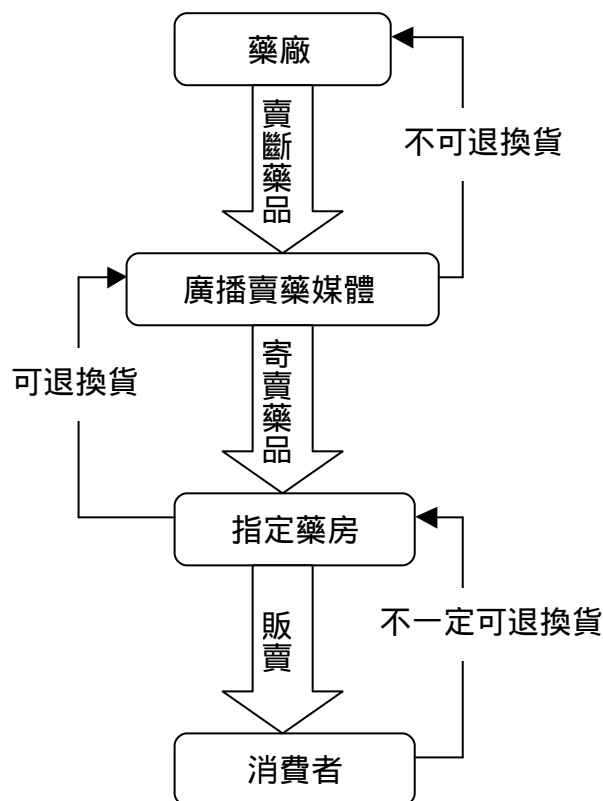 藥廠
賣斷藥品
不可退換貨
廣播賣藥媒體
寄賣藥品
可退換貨
指定藥房
販賣
不一定可退換貨
消費者